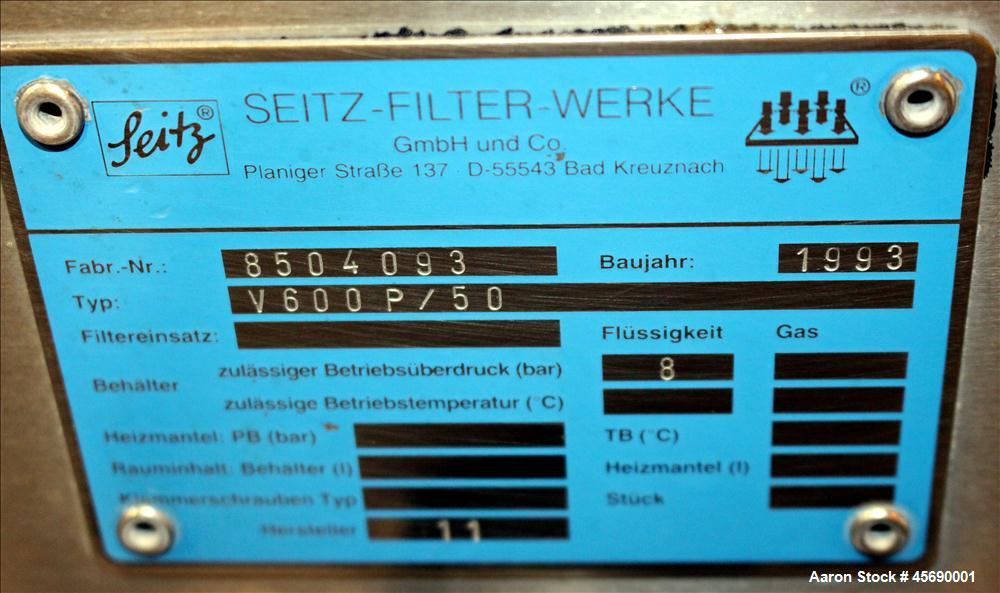 Seitz®
SEITZ-FILTER-WERKE
®
GmbH und Co.
Planiger Straße 137 · D-55543 Bad Kreuznach
Fabr.-Nr.: 8504093 Baujahr: 1993
Typ: V600P/50
Filtereinsatz: Flüssigkeit Gas
Behälter zulässiger Betriebsüberdruck (bar) 8
zulässige Betriebstemperatur (°C)
Heizmantel: PB (bar) TB (°C)
Rauminhalt: Behälter (l) Heizmantel (l)
Klammerschrauben Typ Stück
Hersteller 11
Aaron Stock # 45690001